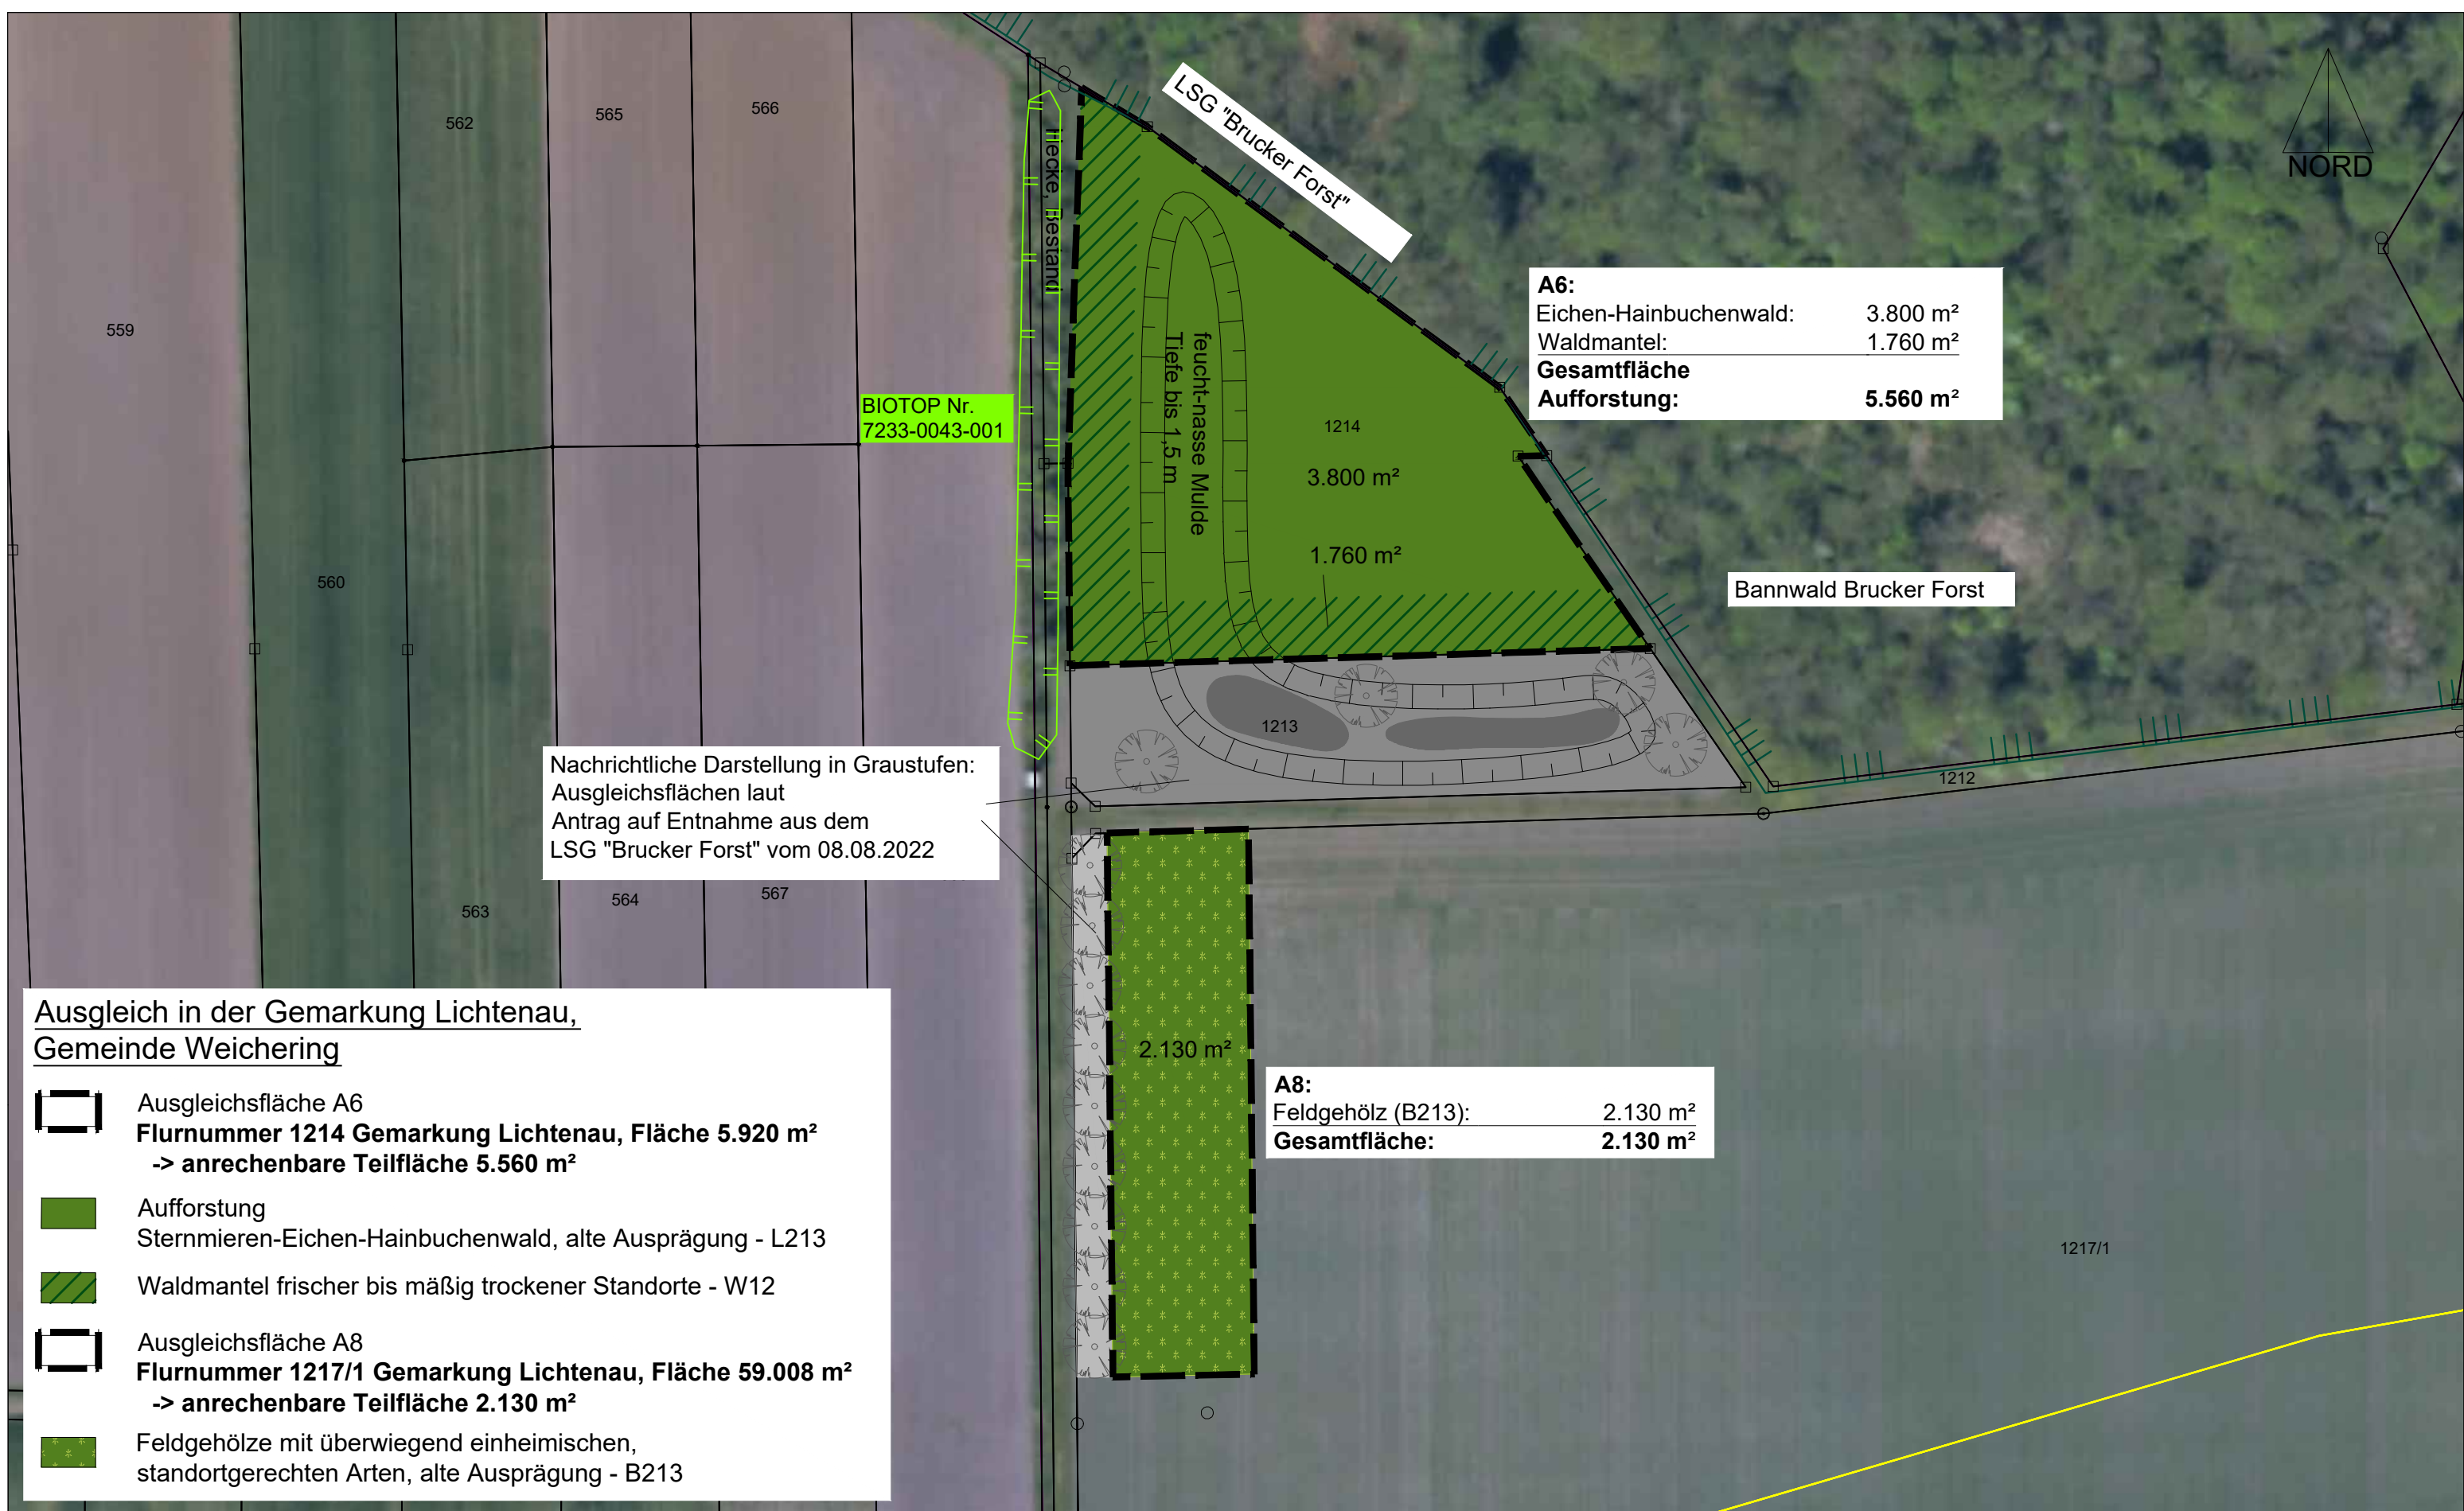 562
565
566
559
560
LSG "Brucker Forst"
NORD
Hecke, Bestand
BIOTOP Nr.
7233-0043-001
feucht-nasse Mulde
Tiefe bis 1,5 m
1214
3.800 m²
1.760 m²
A6:
Eichen-Hainbuchenwald: 3.800 m²
Waldmantel: 1.760 m²
Gesamtfläche
Aufforstung: 5.560 m²
Bannwald Brucker Forst
1213
1212
Nachrichtliche Darstellung in Graustufen:
Ausgleichsflächen laut
Antrag auf Entnahme aus dem
LSG "Brucker Forst" vom 08.08.2022
563
564
567
2.130 m²
A8:
Feldgehölz (B213): 2.130 m²
Gesamtfläche: 2.130 m²
1217/1
Ausgleich in der Gemarkung Lichtenau,
Gemeinde Weichering
Ausgleichsfläche A6
Flurnummer 1214 Gemarkung Lichtenau, Fläche 5.920 m²
-> anrechenbare Teilfläche 5.560 m²
Aufforstung
Sternmieren-Eichen-Hainbuchenwald, alte Ausprägung - L213
Waldmantel frischer bis mäßig trockener Standorte - W12
Ausgleichsfläche A8
Flurnummer 1217/1 Gemarkung Lichtenau, Fläche 59.008 m²
-> anrechenbare Teilfläche 2.130 m²
Feldgehölze mit überwiegend einheimischen,
standortgerechten Arten, alte Ausprägung - B213